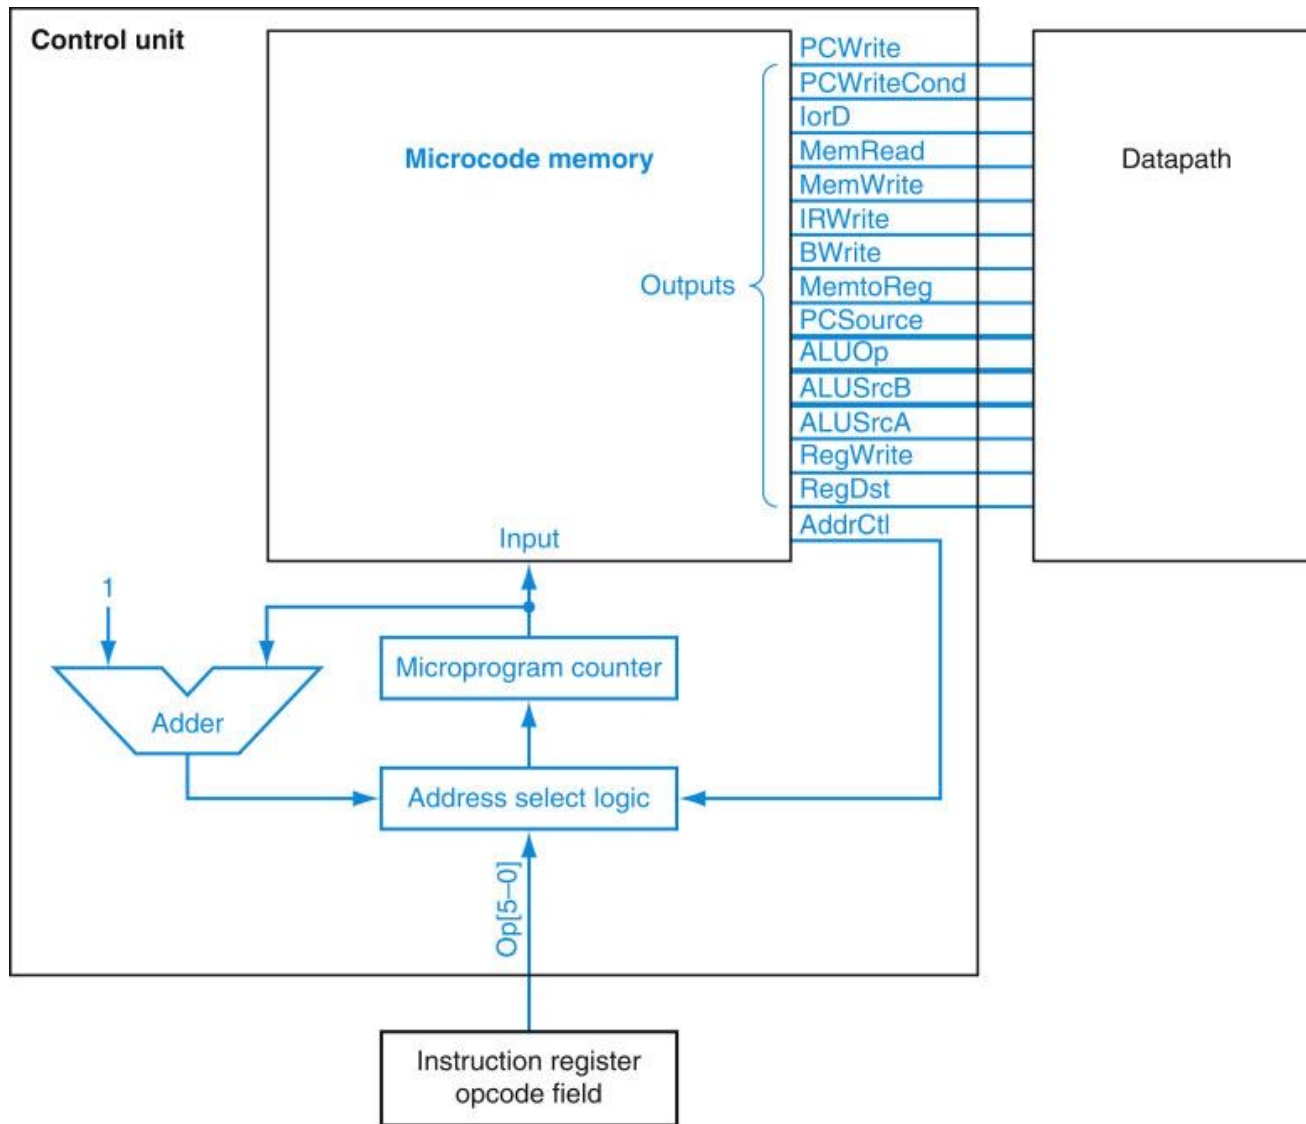 Control unit
PCWrite
PCWriteCond
IorD
MemRead
Microcode memory
Datapath
MemWrite
IRWrite
BWrite
Outputs
MemtoReg
PCSource
ALUOp
ALUSrcB
ALUSrcA
RegWrite
RegDst
AddrCtl
Input
1
Microprogram counter
Adder
Address select logic
Op[5–0]
Instruction register
opcode field